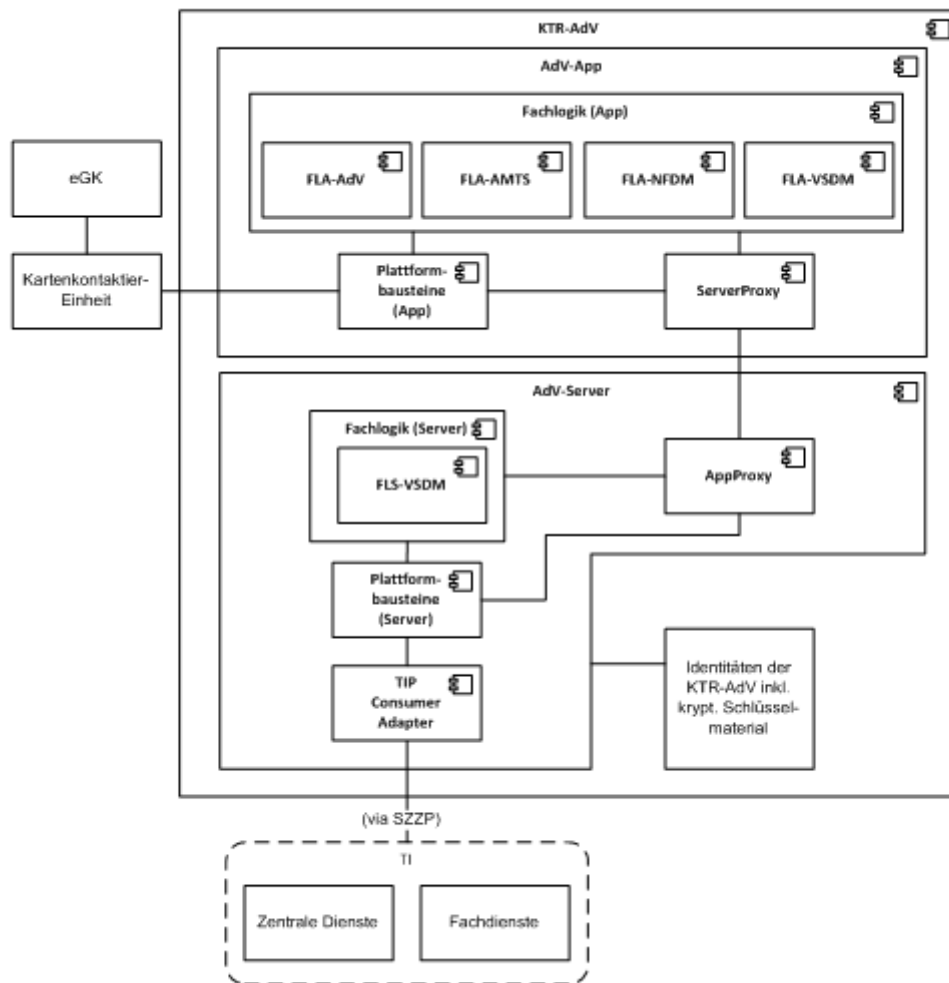 KTR-AdV
AdV-App
Fachlogik (App)
FLA-AdV
FLA-AMTS
FLA-NFDM
FLA-VSDM
eGK
Kartenkontaktier-
Einheit
Plattform-
bausteine
(App)
ServerProxy
AdV-Server
Fachlogik (Server)
FLS-VSDM
AppProxy
Plattform-
bausteine
(Server)
TIP
Consumer
Adapter
Identitäten der
KTR-AdV inkl.
krypt. Schlüssel-
material
(via SZZP)
TI
Zentrale Dienste
Fachdienste